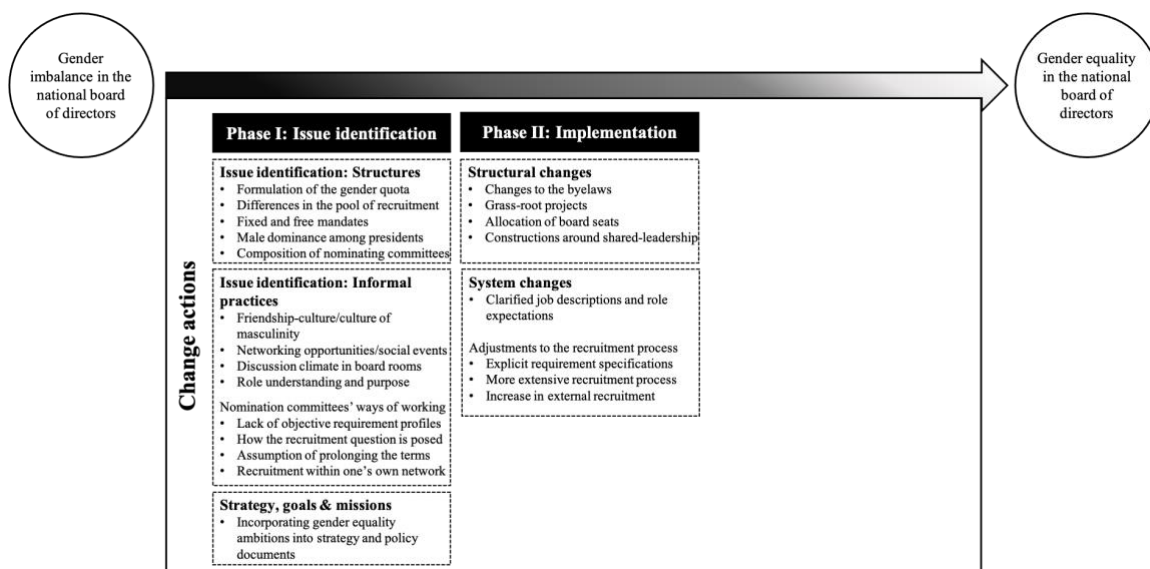 Gender
imbalance in the
national board
of directors
Gender equality
in the national
board of
directors
Change actions
Phase I: Issue identification
Issue identification: Structures
• Formulation of the gender quota
• Differences in the pool of recruitment
• Fixed and free mandates
• Male dominance among presidents
• Composition of nominating committees
Issue identification: Informal
practices
• Friendship-culture/culture of
masculinity
• Networking opportunities/social events
• Discussion climate in board rooms
• Role understanding and purpose
Nomination committees’ ways of working
• Lack of objective requirement profiles
• How the recruitment question is posed
• Assumption of prolonging the terms
• Recruitment within one’s own network
Strategy, goals & missions
• Incorporating gender equality
ambitions into strategy and policy
documents
Phase II: Implementation
Structural changes
• Changes to the byelaws
• Grass-root projects
• Allocation of board seats
• Constructions around shared-leadership
System changes
• Clarified job descriptions and role
expectations
Adjustments to the recruitment process
• Explicit requirement specifications
• More extensive recruitment process
• Increase in external recruitment